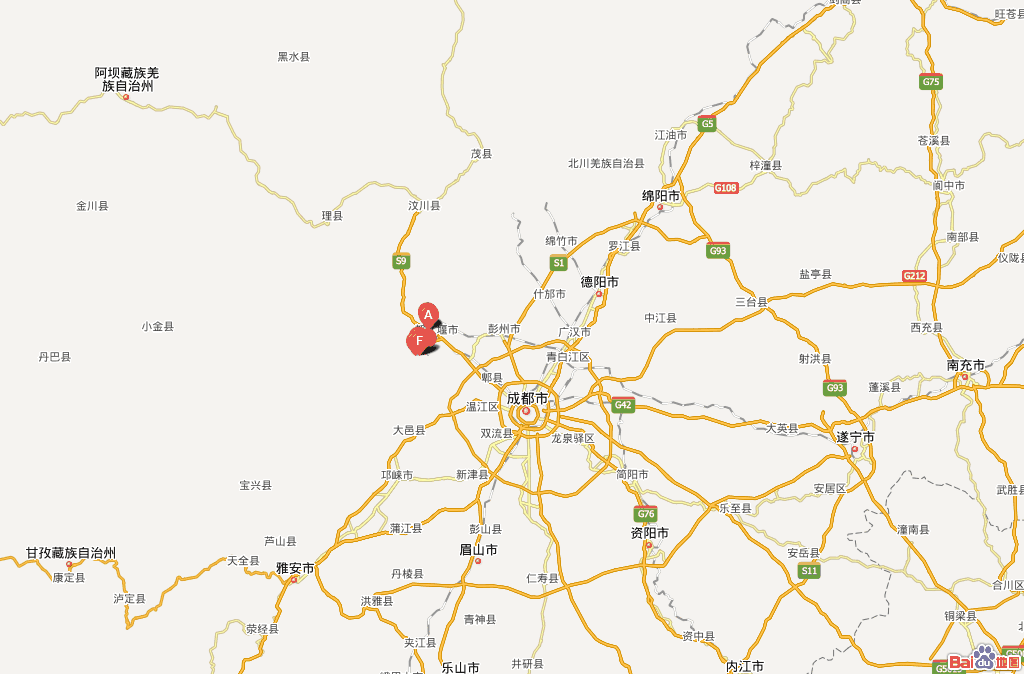 剑阁县
旺苍县
黑水县
阿坝藏族羌
族自治州
G75
G5
江油市
苍溪县
茂县
北川羌族自治县
梓潼县
G108
阆中市
绵阳市
金川县
理县
汶川县
绵竹市
罗江县
G93
南部县
仪陇县
S9
S1
盐亭县
G212
德阳市
什邡市
三台县
A
小金县
堰市
彭州市
广汉市
中江县
西充县
F
丹巴县
青白江区
射洪县
南充市
郫县
G93
蓬溪县
温江区
成都市
G42
大邑县
双流县
龙泉驿区
大英县
遂宁市
邛崃市
新津县
简阳市
宝兴县
安居区
武胜县
G76
乐至县
蒲江县
彭山县
资阳市
潼南县
芦山县
甘孜藏族自治州
眉山市
安岳县
天全县
雅安市
丹棱县
仁寿县
S11
康定县
合川区
泸定县
洪雅县
青神县
铜梁县
荥经县
夹江县
资中县
乐山市
井研县
内江市
Bai du 地图